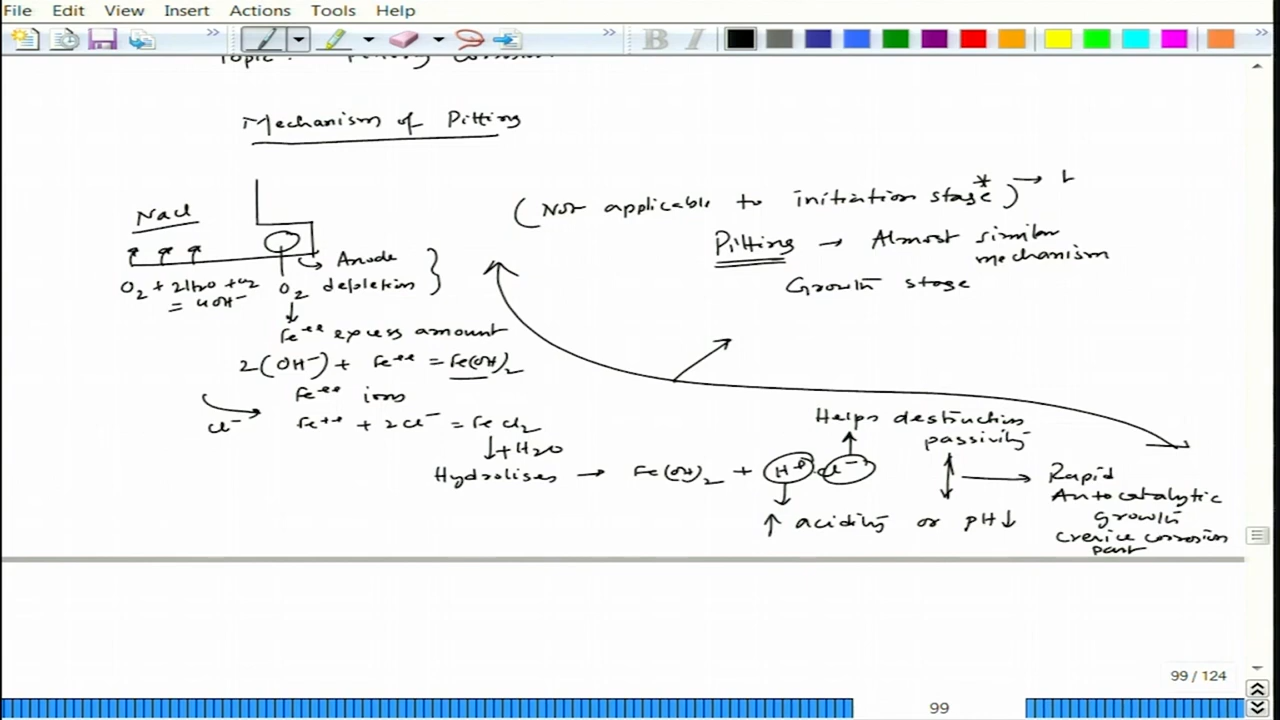 File Edit View Insert Actions Tools Help
B I
Topic:
Mechanism of Pitting
NaCl
(Not applicable to initiation stage*) →
Pitting → Almost similar
mechanism
Growth stage
Anode
O2 + 2H2O +
= 4OH-
O2 depletion }
Fe++ excess amount
2(OH-) + Fe++ = Fe(OH)2
Fe++ ions
Cl- Fe++ + 2Cl- = FeCl2
↓ + H2O
Hydrolises → Fe(OH)2 + H+ Cl-
Helps destruction
passivity
↑ acidity or pH↓
Rapid
Autocatalytic
growth
crevice corrosion
part
99 / 124
99